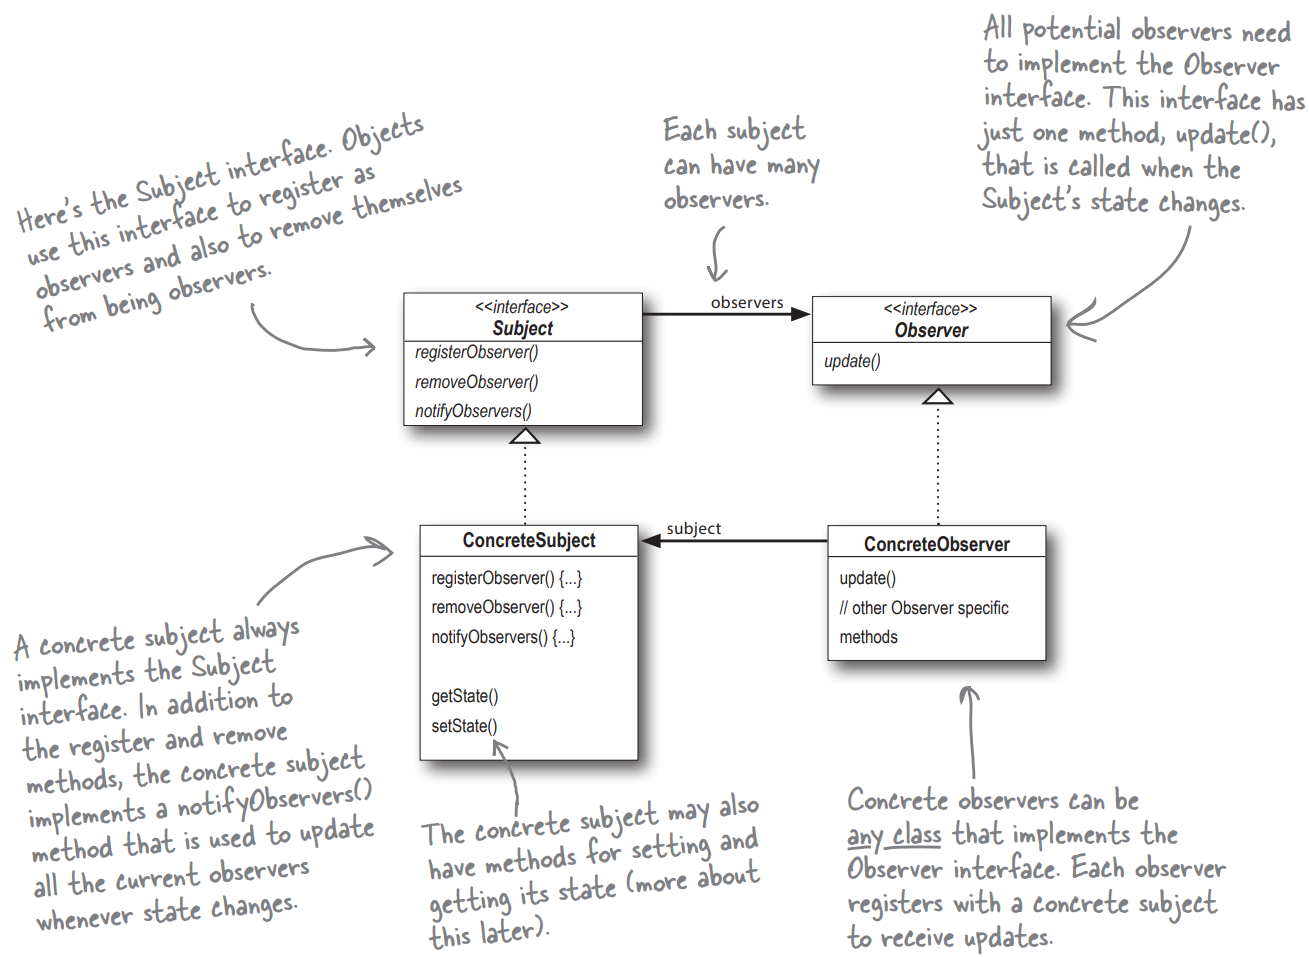 All potential observers need
to implement the Observer
interface. This interface has
just one method, update(),
that is called when the
Subject's state changes.
Each subject
can have many
observers.
Here's the Subject interface. Objects
use this interface to register as
observers and also to remove themselves
from being observers.
<<interface>>
Subject
registerObserver()
removeObserver()
notifyObservers()
observers
<<interface>>
Observer
update()
ConcreteSubject
registerObserver() {...}
removeObserver() {...}
notifyObservers() {...}
getState()
setState()
subject
ConcreteObserver
update()
// other Observer specific
methods
A concrete subject always
implements the Subject
interface. In addition to
the register and remove
methods, the concrete subject
implements a notifyObservers()
method that is used to update
all the current observers
whenever state changes.
The concrete subject may also
have methods for setting and
getting its state (more about
this later).
Concrete observers can be
any class that implements the
Observer interface. Each observer
registers with a concrete subject
to receive updates.